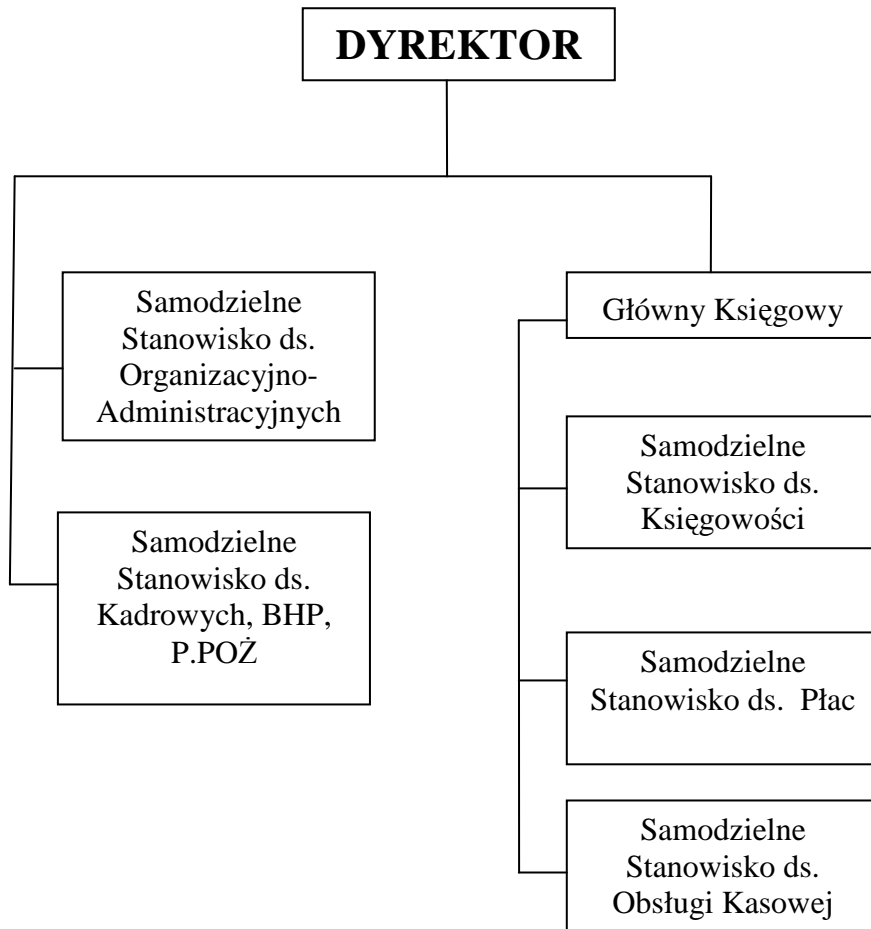 DYREKTOR
Samodzielne
Stanowisko ds.
Organizacyjno-
Administracyjnych
Samodzielne
Stanowisko ds.
Kadrowych, BHP,
P.POŻ
Główny Księgowy
Samodzielne
Stanowisko ds.
Księgowości
Samodzielne
Stanowisko ds. Płac
Samodzielne
Stanowisko ds.
Obsługi Kasowej